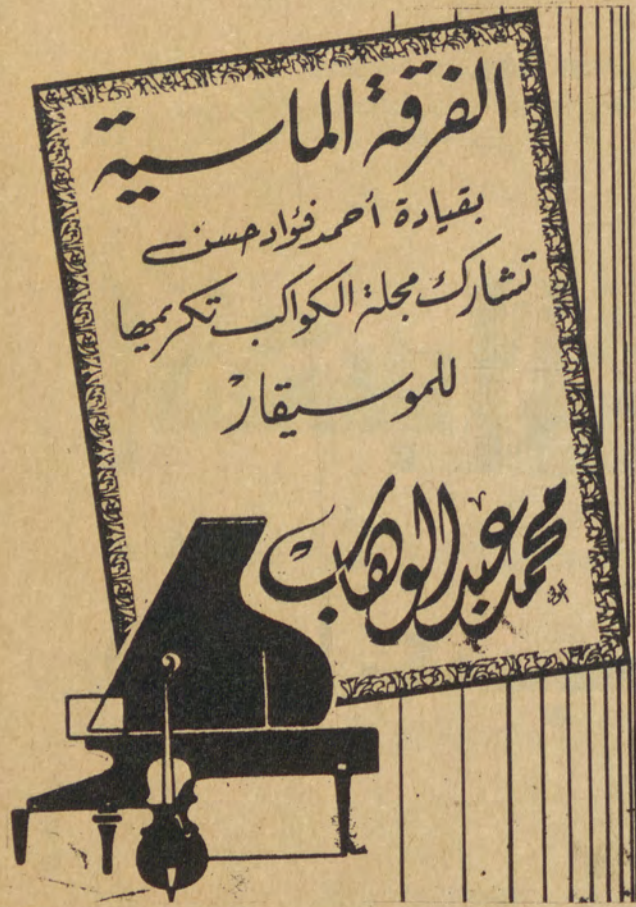 الفرقة الماسية
بقيادة أحمد فؤاد حسن
تشارك مجلة الكواكب تكريمها
للموسيقار
محمد عبد الوهاب